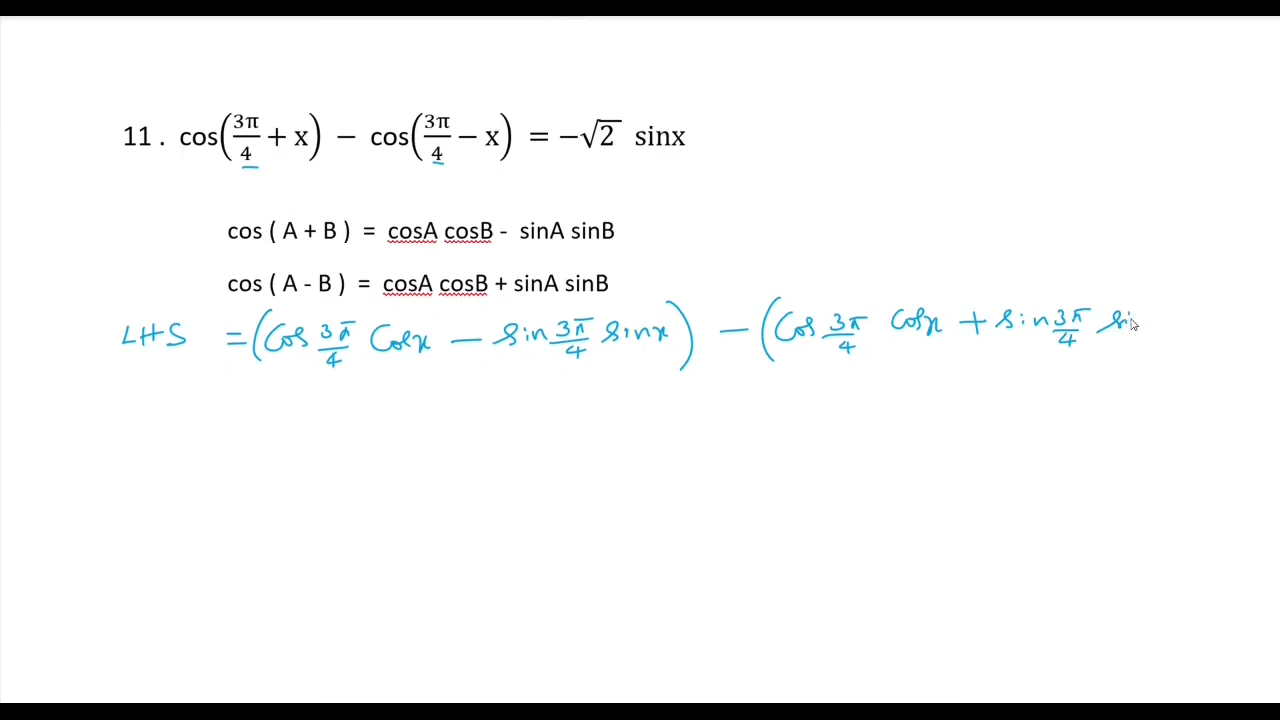 11 . cos(3π/4 + x) − cos(3π/4 − x) = −√2 sinx
cos ( A + B ) = cosA cosB - sinA sinB
cos ( A - B ) = cosA cosB + sinA sinB
LHS = (Cos 3π/4 Cosx − sin 3π/4 sinx) − (Cos 3π/4 Cosx + sin 3π/4 si